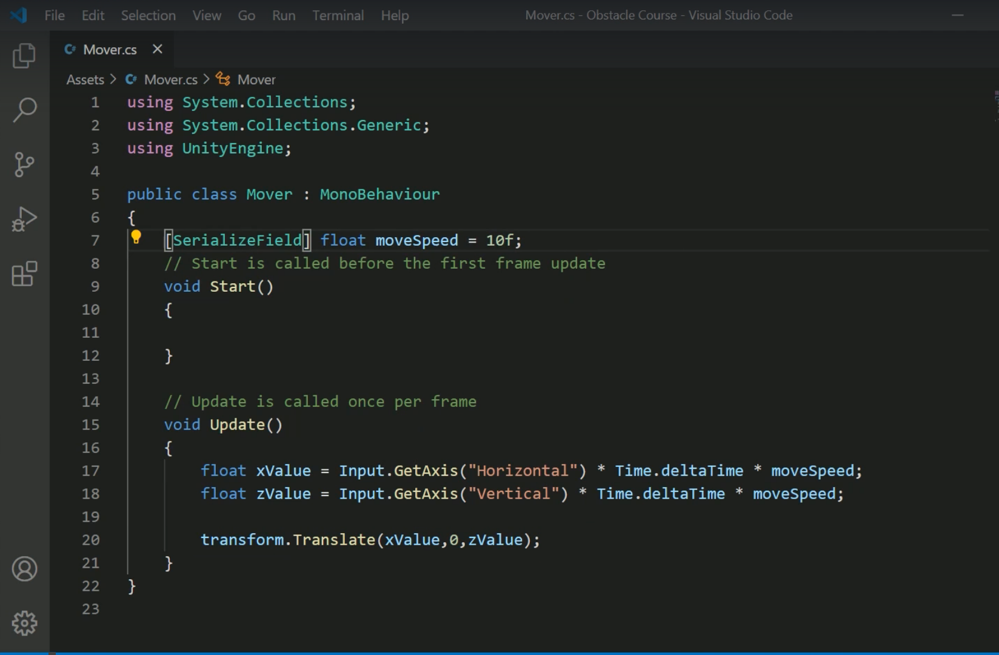 File Edit Selection View Go Run Terminal Help Mover.cs - Obstacle Course - Visual Studio Code
Mover.cs
Assets > Mover.cs > Mover
1 using System.Collections;
2 using System.Collections.Generic;
3 using UnityEngine;
4
5 public class Mover : MonoBehaviour
6 {
7 [SerializeField] float moveSpeed = 10f;
8 // Start is called before the first frame update
9 void Start()
10 {
11
12 }
13
14 // Update is called once per frame
15 void Update()
16 {
17 float xValue = Input.GetAxis("Horizontal") * Time.deltaTime * moveSpeed;
18 float zValue = Input.GetAxis("Vertical") * Time.deltaTime * moveSpeed;
19
20 transform.Translate(xValue,0,zValue);
21 }
22 }
23